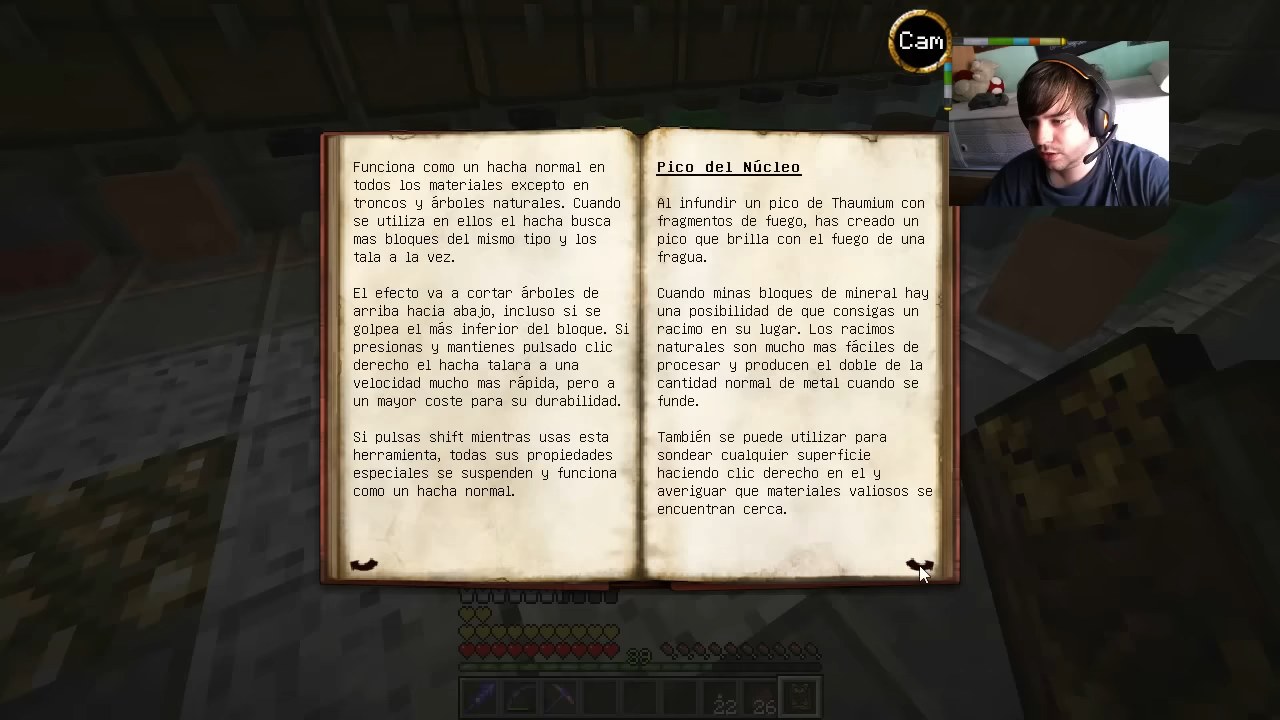 Cam
Funciona como un hacha normal en
todos los materiales excepto en
troncos y árboles naturales. Cuando
se utiliza en ellos el hacha busca
mas bloques del mismo tipo y los
tala a la vez.
El efecto va a cortar árboles de
arriba hacia abajo, incluso si se
golpea el más inferior del bloque. Si
presionas y mantienes pulsado clic
derecho el hacha talara a una
velocidad mucho mas rápida, pero a
un mayor coste para su durabilidad.
Si pulsas shift mientras usas esta
herramienta, todas sus propiedades
especiales se suspenden y funciona
como un hacha normal.
Pico del Núcleo
Al infundir un pico de Thaumium con
fragmentos de fuego, has creado un
pico que brilla con el fuego de una
fragua.
Cuando minas bloques de mineral hay
una posibilidad de que consigas un
racimo en su lugar. Los racimos
naturales son mucho mas fáciles de
procesar y producen el doble de la
cantidad normal de metal cuando se
funde.
También se puede utilizar para
sondear cualquier superficie
haciendo clic derecho en el y
averiguar que materiales valiosos se
encuentran cerca.
22 26